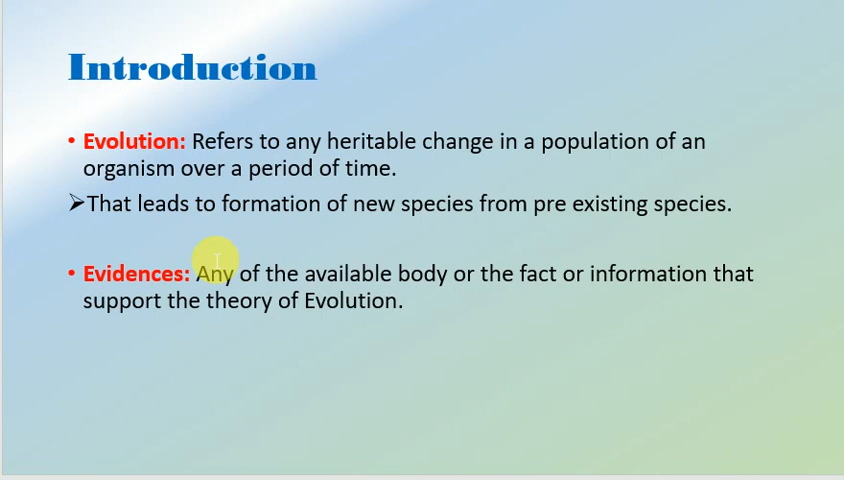 Introduction
• Evolution: Refers to any heritable change in a population of an
organism over a period of time.
➢That leads to formation of new species from pre existing species.
• Evidences: Any of the available body or the fact or information that
support the theory of Evolution.